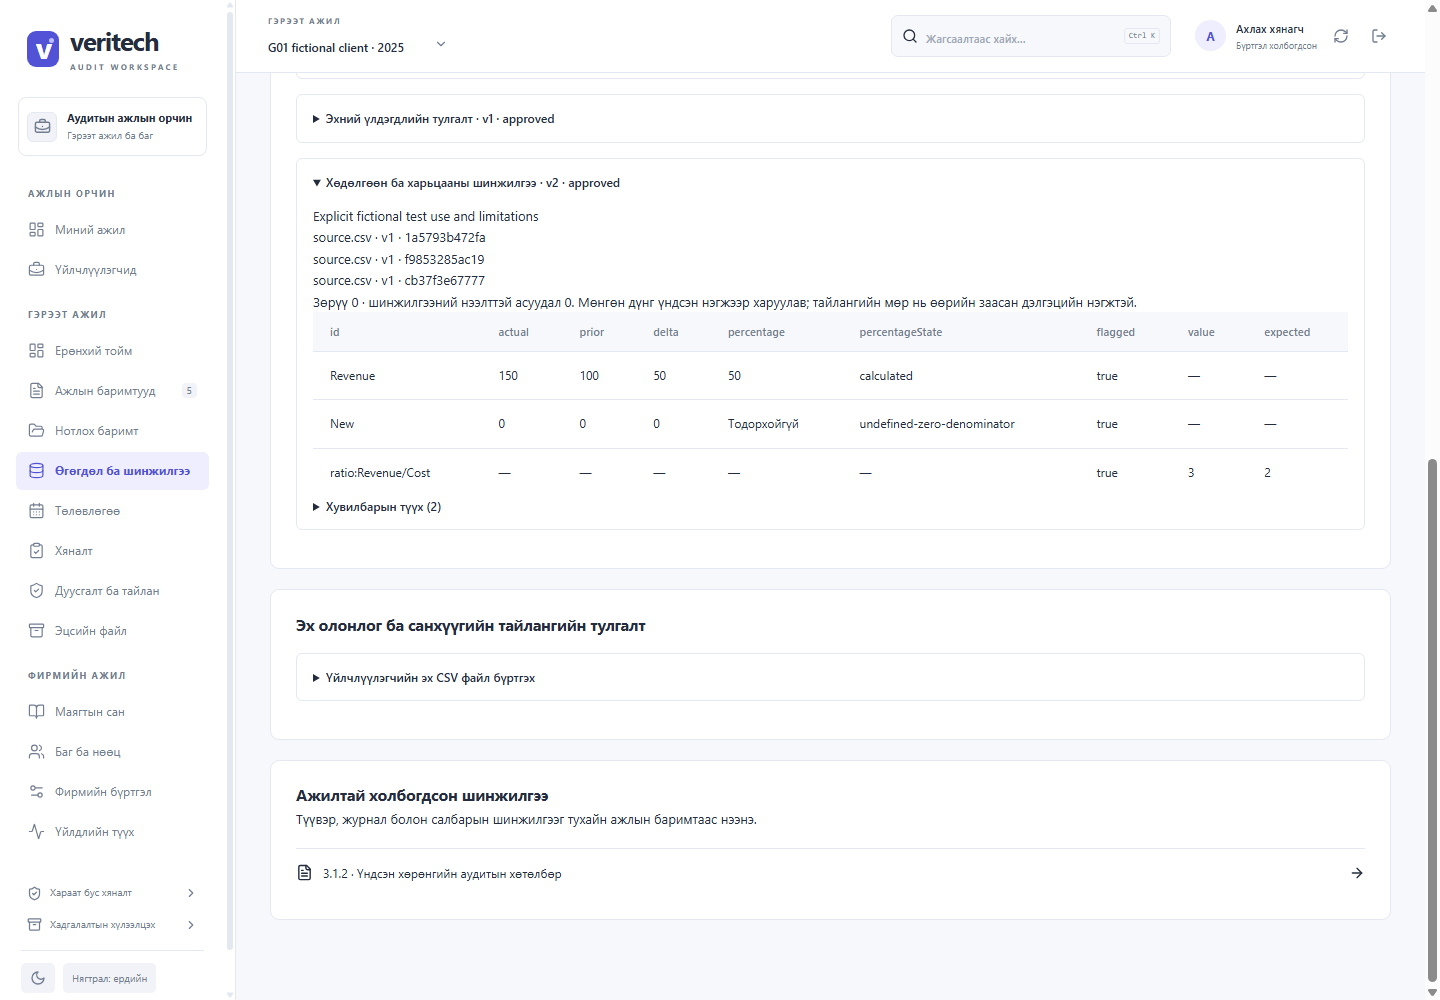 veritech
AUDIT WORKSPACE
Аудитын ажлын орчин
Гэрээт ажил ба баг
АЖЛЫН ОРЧИН
Миний ажил
Үйлчлүүлэгчид
ГЭРЭЭТ АЖИЛ
Ерөнхий тойм
Ажлын баримтууд 5
Нотлох баримт
Өгөгдөл ба шинжилгээ
Төлөвлөгөө
Хяналт
Дуусгалт ба тайлан
Эцсийн файл
ФИРМИЙН АЖИЛ
Маягтын сан
Баг ба нөөц
Фирмийн бүртгэл
Үйлдлийн түүх
Хараат бус хяналт
Хадгалалтын хүлээлцэх
Нягтрал: ердийн
ГЭРЭЭТ АЖИЛ
G01 fictional client · 2025
Жагсаалтаас хайх... Ctrl K
А
Ахлах хянагч
Бүртгэл холбогдсон
Эхний үлдэгдлийн тулгалт · v1 · approved
Хөдөлгөөн ба харьцааны шинжилгээ · v2 · approved
Explicit fictional test use and limitations
source.csv · v1 · 1a5793b472fa
source.csv · v1 · f9853285ac19
source.csv · v1 · cb37f3e67777
Зөрүү 0 · шинжилгээний нээлттэй асуудал 0. Мөнгөн дүнг үндсэн нэгжээр харуулав; тайлангийн мөр нь өөрийн заасан дэлгэцийн нэгжтэй.
id actual prior delta percentage percentageState flagged value expected
Revenue 150 100 50 50 calculated true — —
New 0 0 0 Тодорхойгүй undefined-zero-denominator true — —
ratio:Revenue/Cost — — — — — true 3 2
Хувилбарын түүх (2)
Эх олонлог ба санхүүгийн тайлангийн тулгалт
Үйлчлүүлэгчийн эх CSV файл бүртгэх
Ажилтай холбогдсон шинжилгээ
Түүвэр, журнал болон салбарын шинжилгээг тухайн ажлын баримтаас нээнэ.
3.1.2 · Үндсэн хөрөнгийн аудитын хөтөлбөр